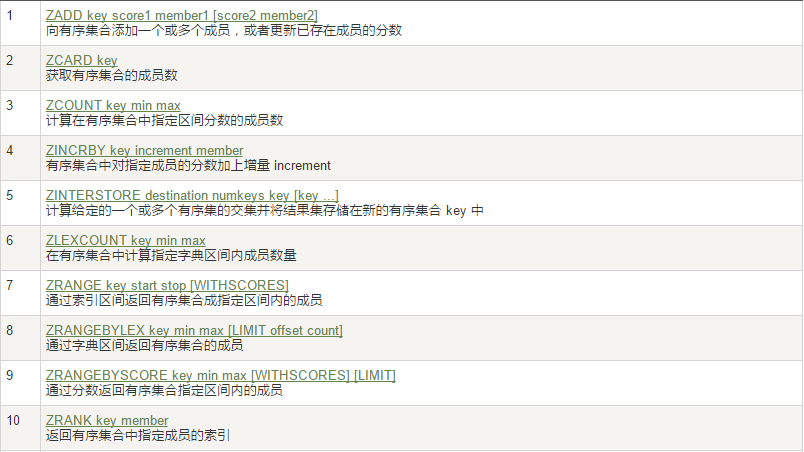 1
ZADD key score1 member1 [score2 member2]
向有序集合添加一个或多个成员，或者更新已存在成员的分数
2
ZCARD key
获取有序集合的成员数
3
ZCOUNT key min max
计算在有序集合中指定区间分数的成员数
4
ZINCRBY key increment member
有序集合中对指定成员的分数加上增量 increment
5
ZINTERSTORE destination numkeys key [key ...]
计算给定的一个或多个有序集的交集并将结果集存储在新的有序集合 key 中
6
ZLEXCOUNT key min max
在有序集合中计算指定字典区间内成员数量
7
ZRANGE key start stop [WITHSCORES]
通过索引区间返回有序集合成指定区间内的成员
8
ZRANGEBYLEX key min max [LIMIT offset count]
通过字典区间返回有序集合的成员
9
ZRANGEBYSCORE key min max [WITHSCORES] [LIMIT]
通过分数返回有序集合指定区间内的成员
10
ZRANK key member
返回有序集合中指定成员的索引